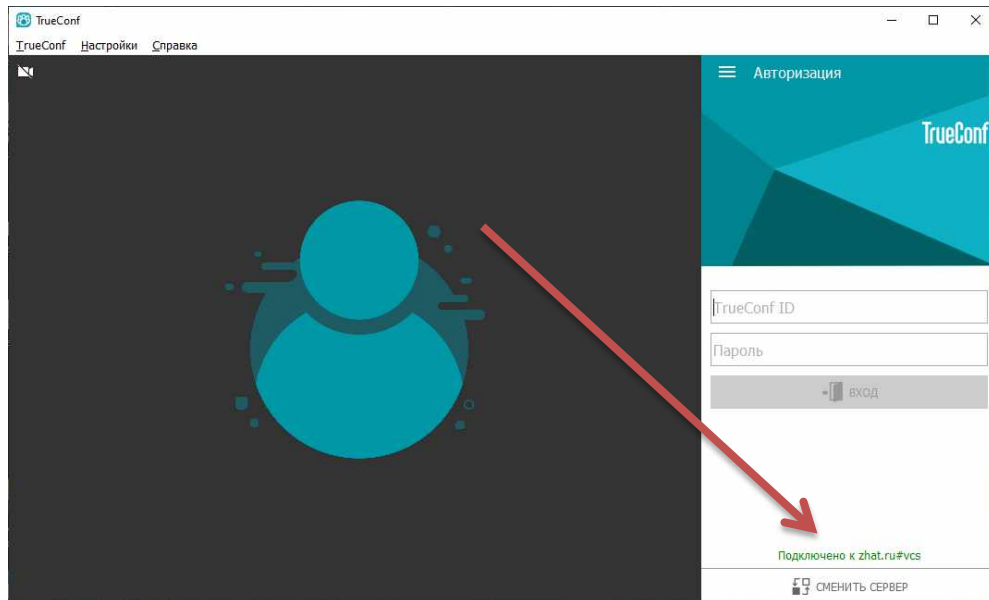 TrueConf
TrueConf Настройки Справка
Авторизация
TrueConf
TrueConf ID
Пароль
вход
Подключено к zhat.ru#vcs
СМЕНИТЬ СЕРВЕР